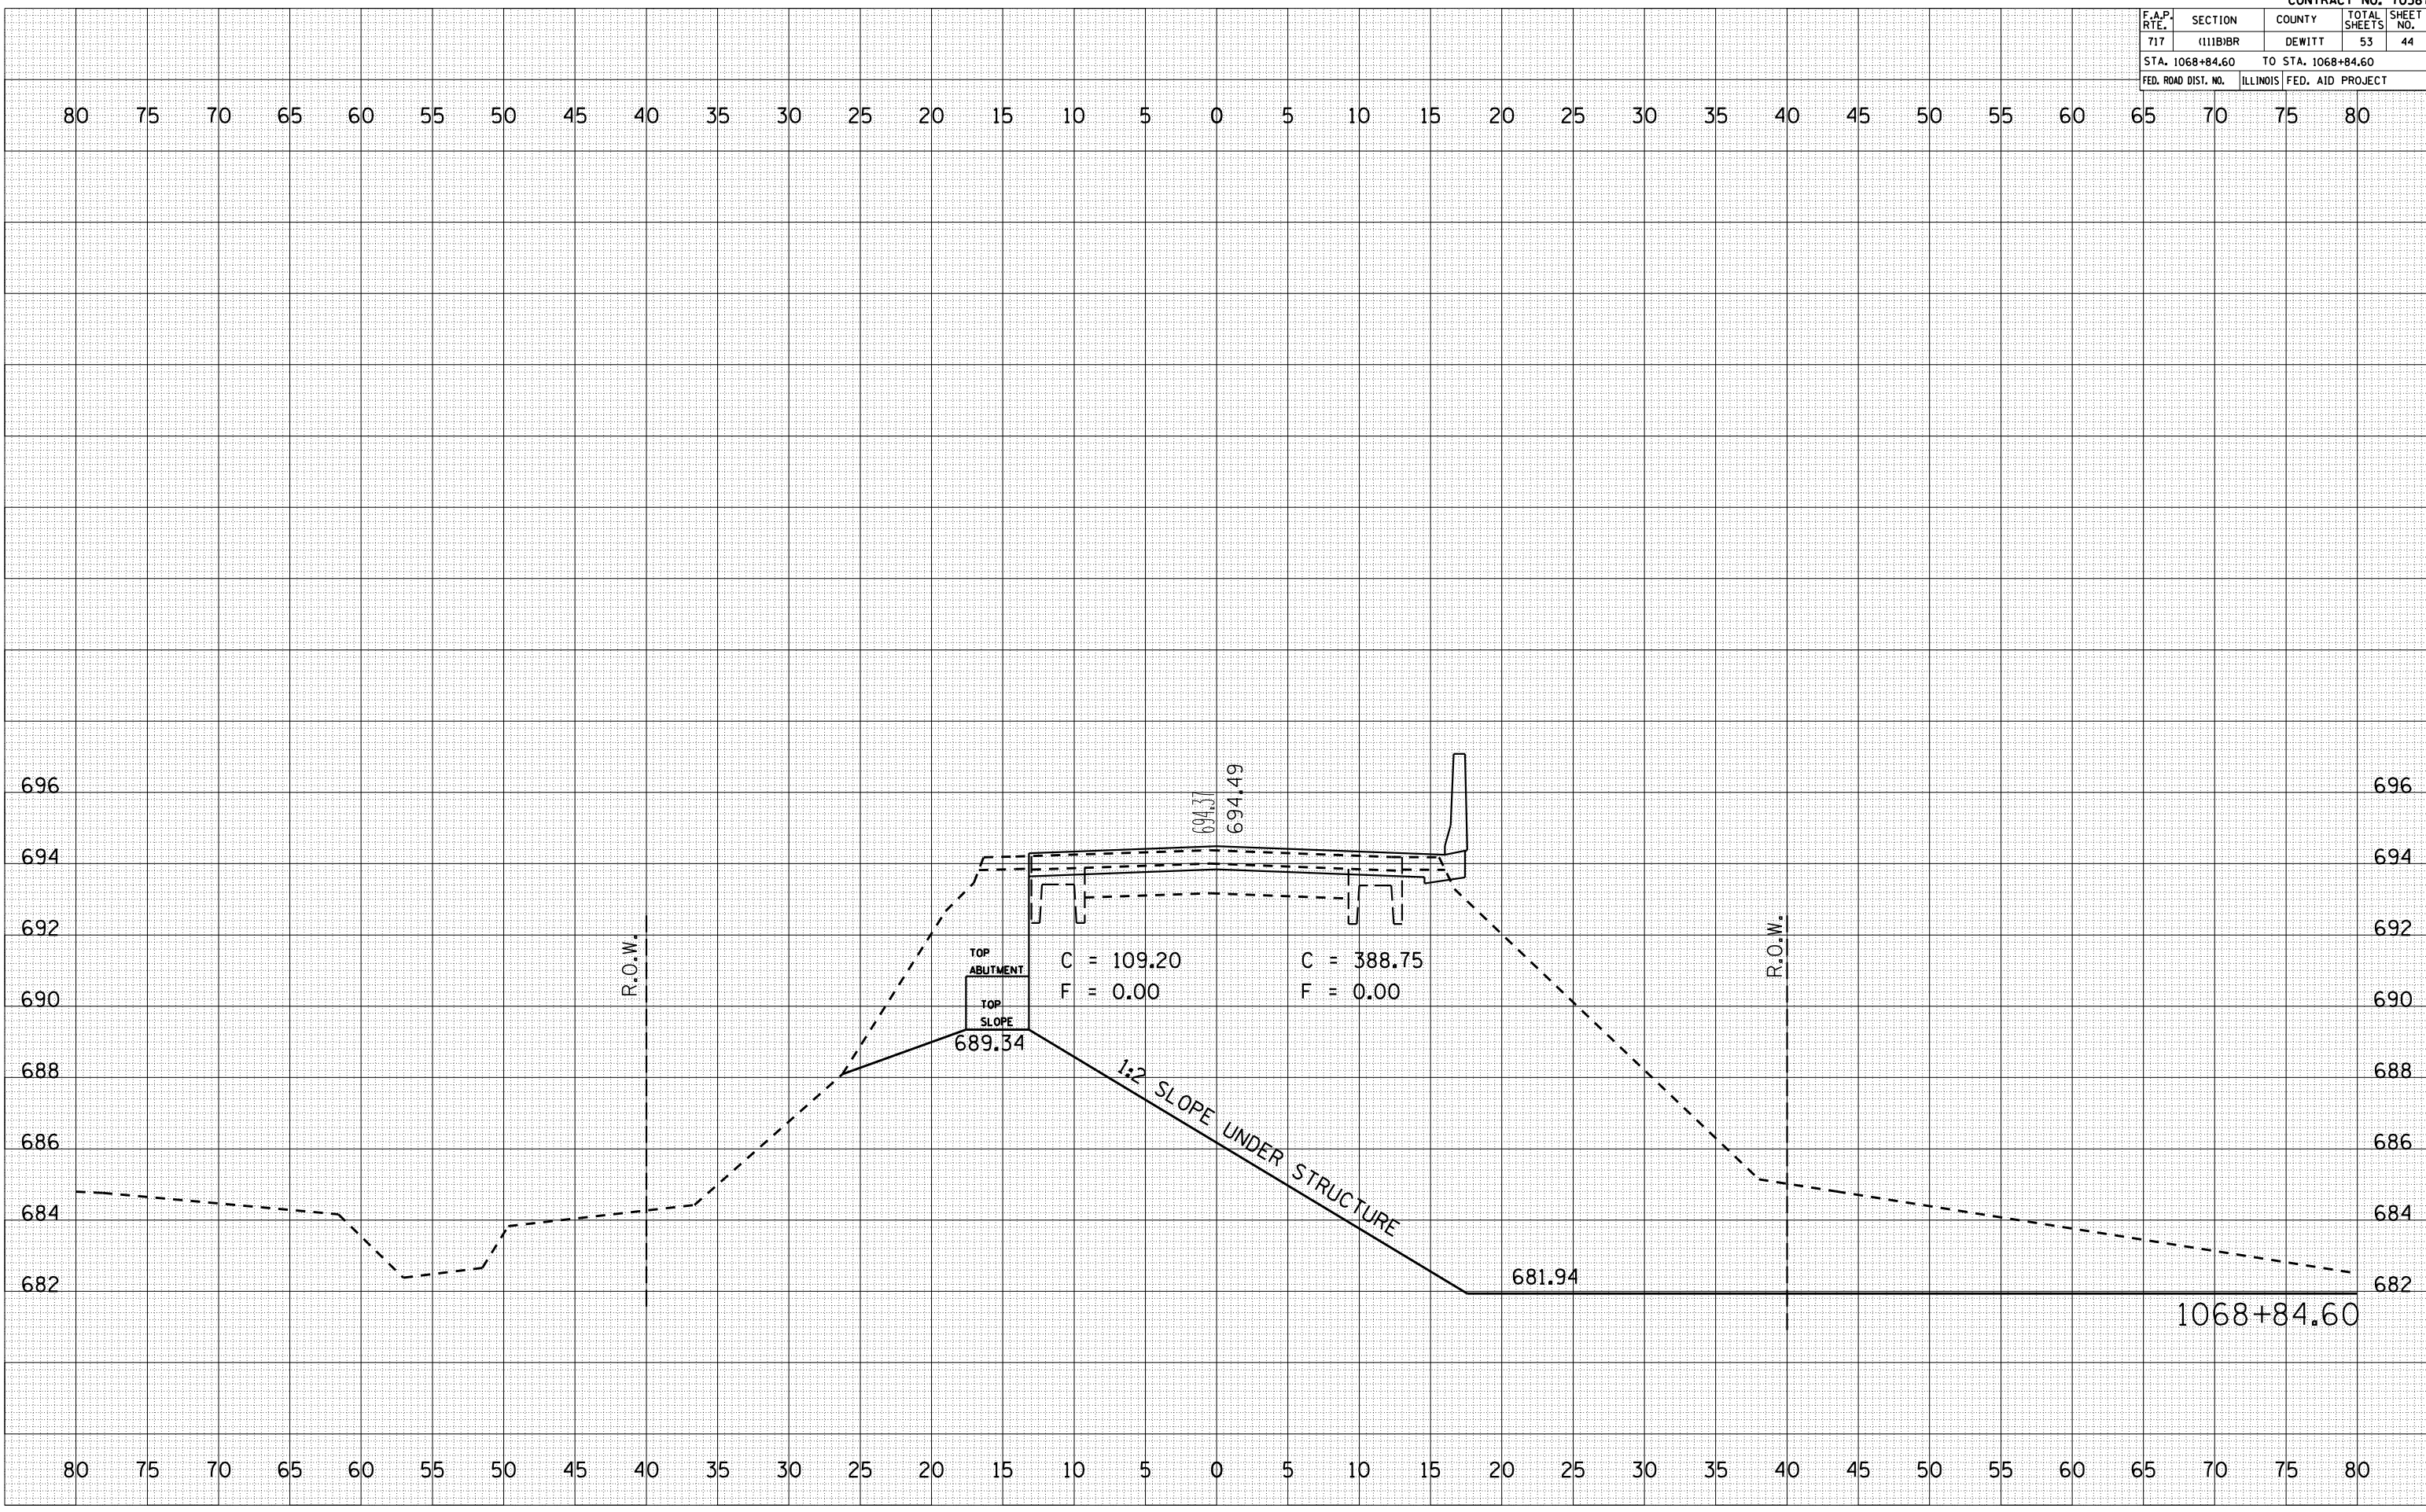 F.A.P. RTE. SECTION COUNTY TOTAL SHEETS SHEET NO.
717 (111B)BR DEWITT 53 44
STA. 1068+84.60 TO STA. 1068+84.60
FED. ROAD DIST. NO. ILLINOIS FED. AID PROJECT
80 75 70 65 60 55 50 45 40 35 30 25 20 15 10 5 0 5 10 15 20 25 30 35 40 45 50 55 60 65 70 75 80
694.37
694.49
696 696
694 694
692 692
R.O.W. R.O.W.
TOP
ABUTMENT
C = 109.20 C = 388.75
F = 0.00 F = 0.00
690 690
TOP
SLOPE
689.34
688 688
1:2 SLOPE UNDER STRUCTURE
686 686
684 684
681.94
682 682
1068+84.60
80 75 70 65 60 55 50 45 40 35 30 25 20 15 10 5 0 5 10 15 20 25 30 35 40 45 50 55 60 65 70 75 80